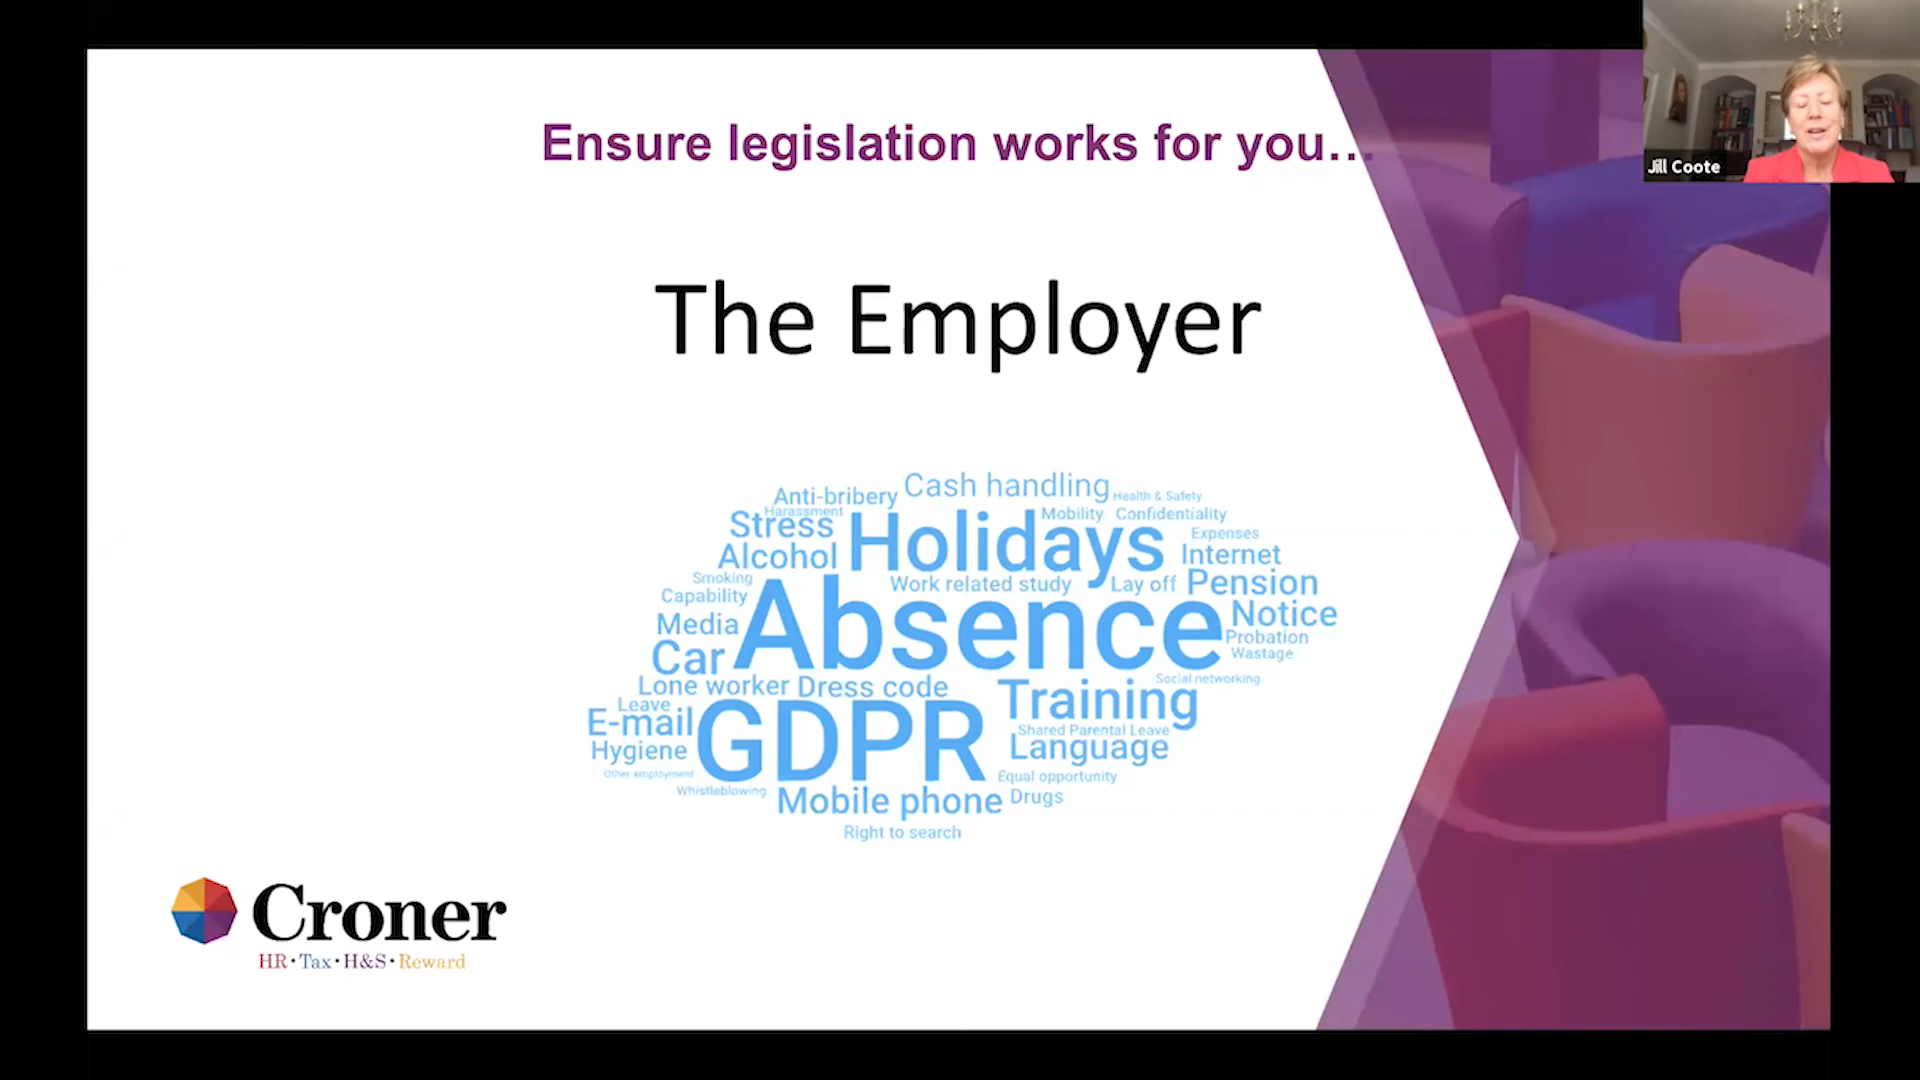 Ensure legislation works for you...
Jill Coote
The Employer
Anti-bribery Cash handling Health & Safety
Harassment Mobility Confidentiality
Stress Holidays Expenses
Alcohol Internet
Smoking Work related study Lay off Pension
Capability Absence Notice
Media Probation
Car Wastage
Lone worker Dress code Social networking
Leave Training
E-mail GDPR Shared Parental Leave
Hygiene Language
Other employment Equal opportunity
Whistleblowing Mobile phone Drugs
Right to search
Croner
HR • Tax • H&S • Reward